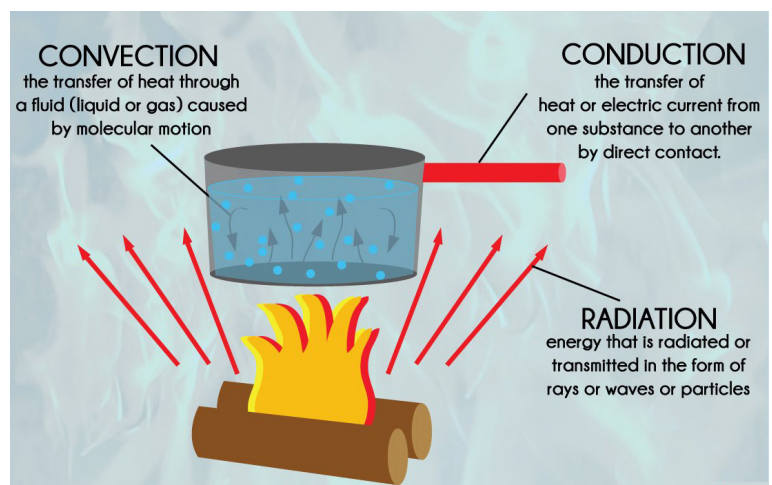 CONVECTION
the transfer of heat through
a fluid (liquid or gas) caused
by molecular motion
CONDUCTION
the transfer of
heat or electric current from
one substance to another
by direct contact.
RADIATION
energy that is radiated or
transmitted in the form of
rays or waves or particles